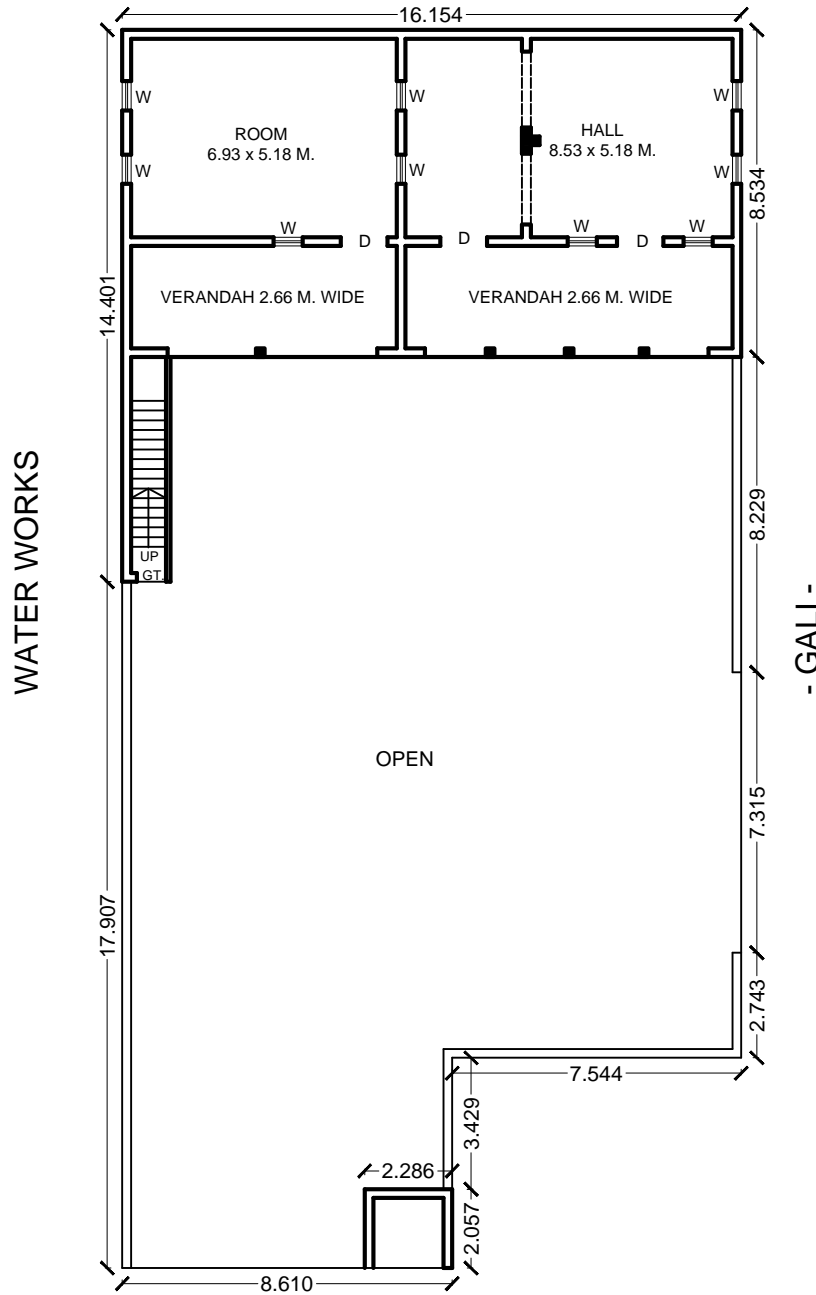 16.154
W
W
W
ROOM
6.93 x 5.18 M.
HALL
8.53 x 5.18 M.
W
W
W
8.534
W
W
W
D
D
D
14.401
VERANDAH 2.66 M. WIDE
VERANDAH 2.66 M. WIDE
WATER WORKS
UP
GT.
8.229
- GALI -
OPEN
7.315
17.907
2.743
7.544
3.429
2.286
2.057
8.610